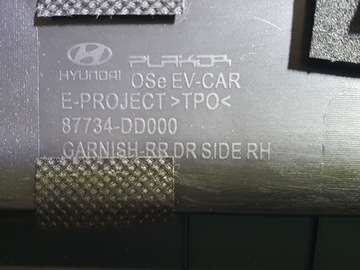 HYUNDAI PLAKOR
OSe EV-CAR
E-PROJECT >TPO<
87734-DD000
GARNISH-RR DR SIDE RH